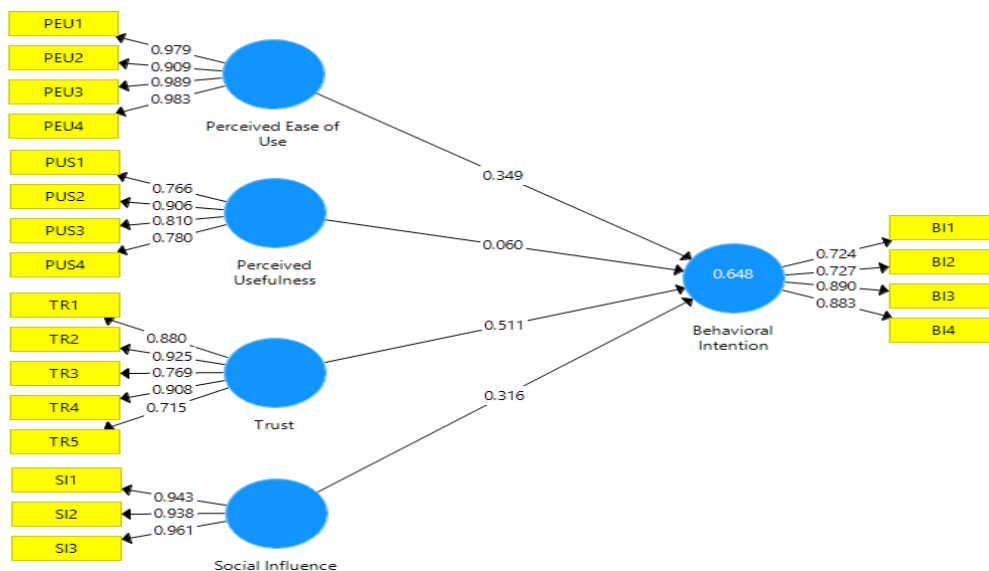 PEU1
0.979
PEU2
0.909
PEU3
0.989
PEU4
0.983
Perceived Ease of
Use
0.349
PUS1
0.766
PUS2
0.906
PUS3
0.810
PUS4
0.780
Perceived
Usefulness
0.060
TR1
0.880
TR2
0.925
TR3
0.769
TR4
0.908
TR5
0.715
Trust
0.511
SI1
0.943
SI2
0.938
SI3
0.961
Social Influence
0.316
0.648
Behavioral
Intention
0.724
BI1
0.727
BI2
0.890
BI3
0.883
BI4